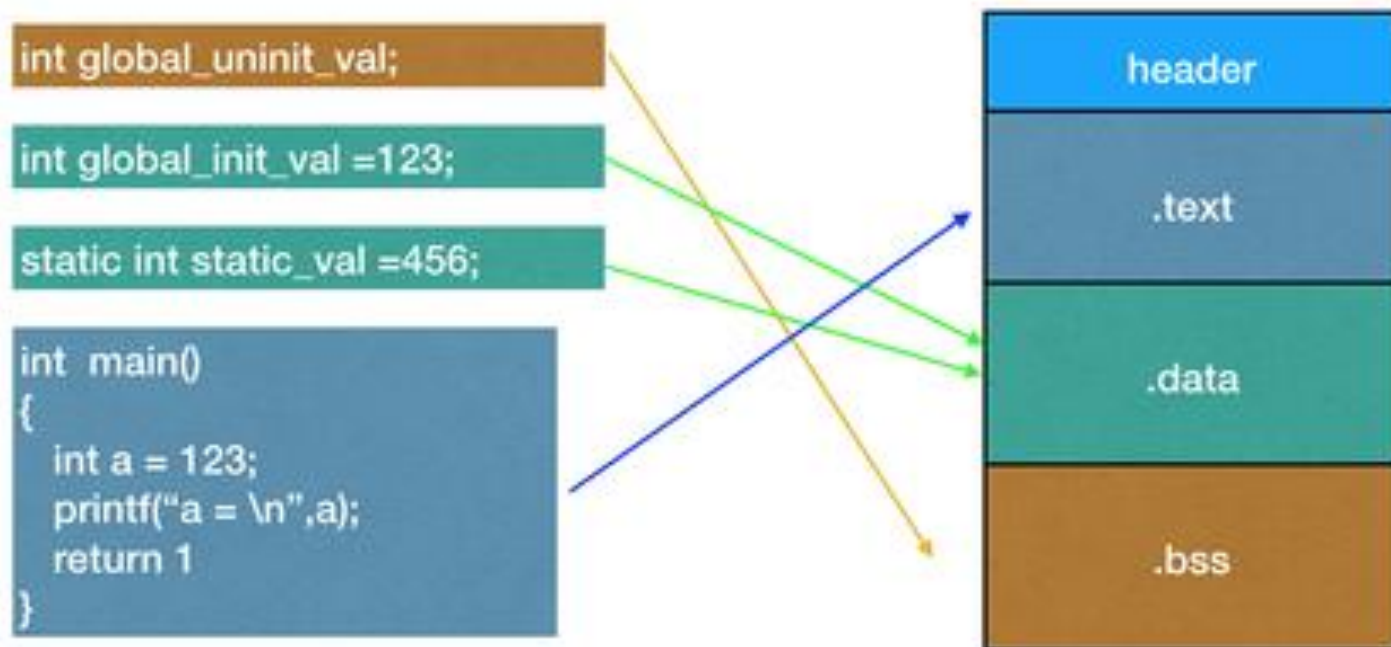 int global_uninit_val;
int global_init_val =123;
static int static_val =456;
int  main()
{
int a = 123;
printf(“a = \n”,a);
return 1
}
header
.text
.data
.bss